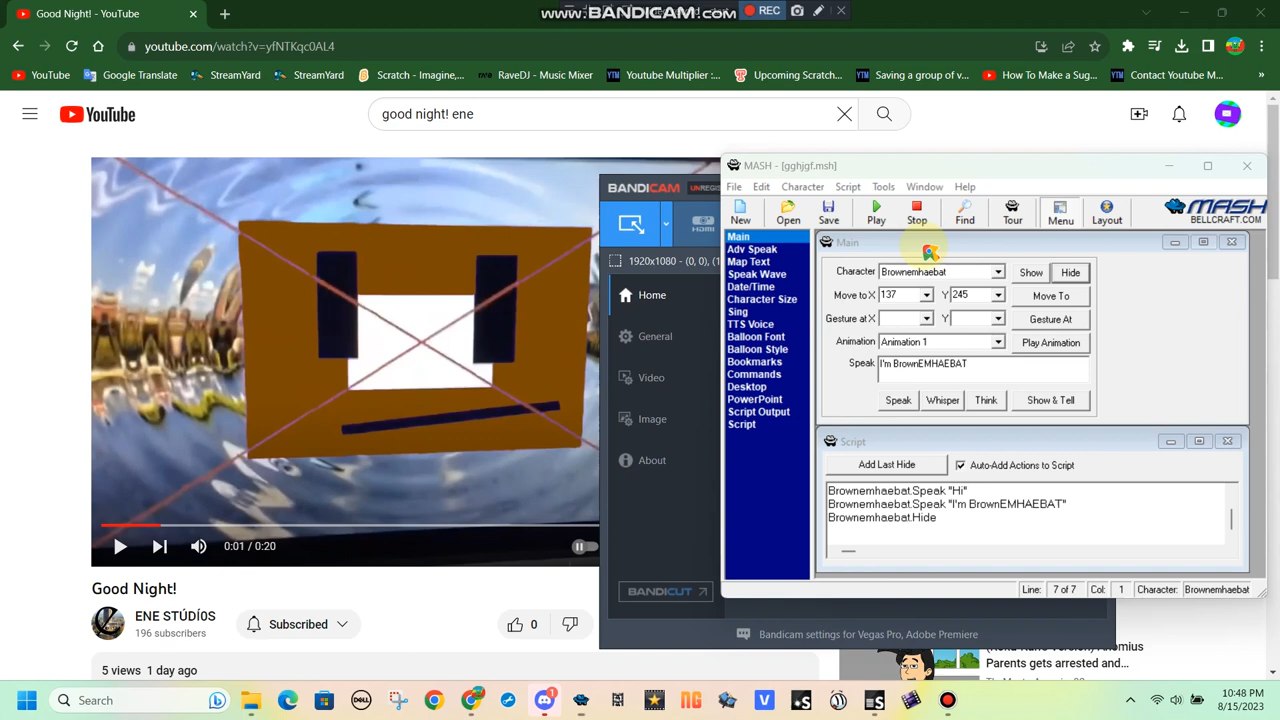 Good Night! - YouTube
www.BANDICAM.com
REC
youtube.com/watch?v=yfNTKqc0AL4
YouTube
Google Translate
StreamYard
StreamYard
Scratch - Imagine,...
RaveDJ - Music Mixer
YouTube Multiplier :...
Upcoming Scratch...
Saving a group of v...
How To Make a Sug...
Contact YouTube M...
»
YouTube
good night! ene
BANDICAM UNREGIS
HDMI
1920x1080 - (0, 0), (1
Home
General
Video
Image
About
BANDICUT
Bandicam settings for Vegas Pro, Adobe Premiere
MASH - [gghjgf.msh]
File Edit Character Script Tools Window Help
New Open Save Play Stop Find Tour Menu Layout
MASH
BELLCRAFT.COM
Main
Adv Speak
Map Text
Speak Wave
Date/Time
Character Size
Sing
TTS Voice
Balloon Font
Balloon Style
Bookmarks
Commands
Desktop
PowerPoint
Script Output
Script
Main
Character Brownemhaebat Show Hide
Move to X 137 Y 245 Move To
Gesture at X Y Gesture At
Animation Animation 1 Play Animation
Speak I'm BrownEMHAEBAT
Speak Whisper Think Show & Tell
Script
Add Last Hide Auto-Add Actions to Script
Brownemhaebat.Speak "Hi"
Brownemhaebat.Speak "I'm BrownEMHAEBAT"
Brownemhaebat.Hide
Line: 7 of 7 Col: 1 Character: Brownemhaebat
0:01 / 0:20
Good Night!
ENE STÚDÍ0S
196 subscribers
Subscribed
0
5 views 1 day ago
Parents gets arrested and...
Search
DELL
NG
V
1
10:48 PM
8/15/2023